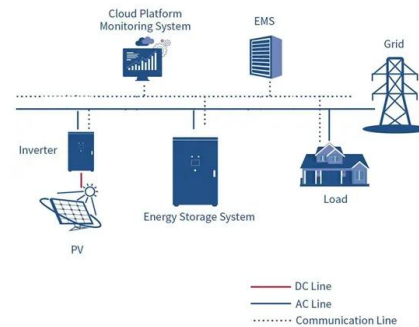 Cloud Platform
Monitoring System
EMS
Grid
Inverter
Energy Storage System
Load
PV
DC Line
AC Line
Communication Line